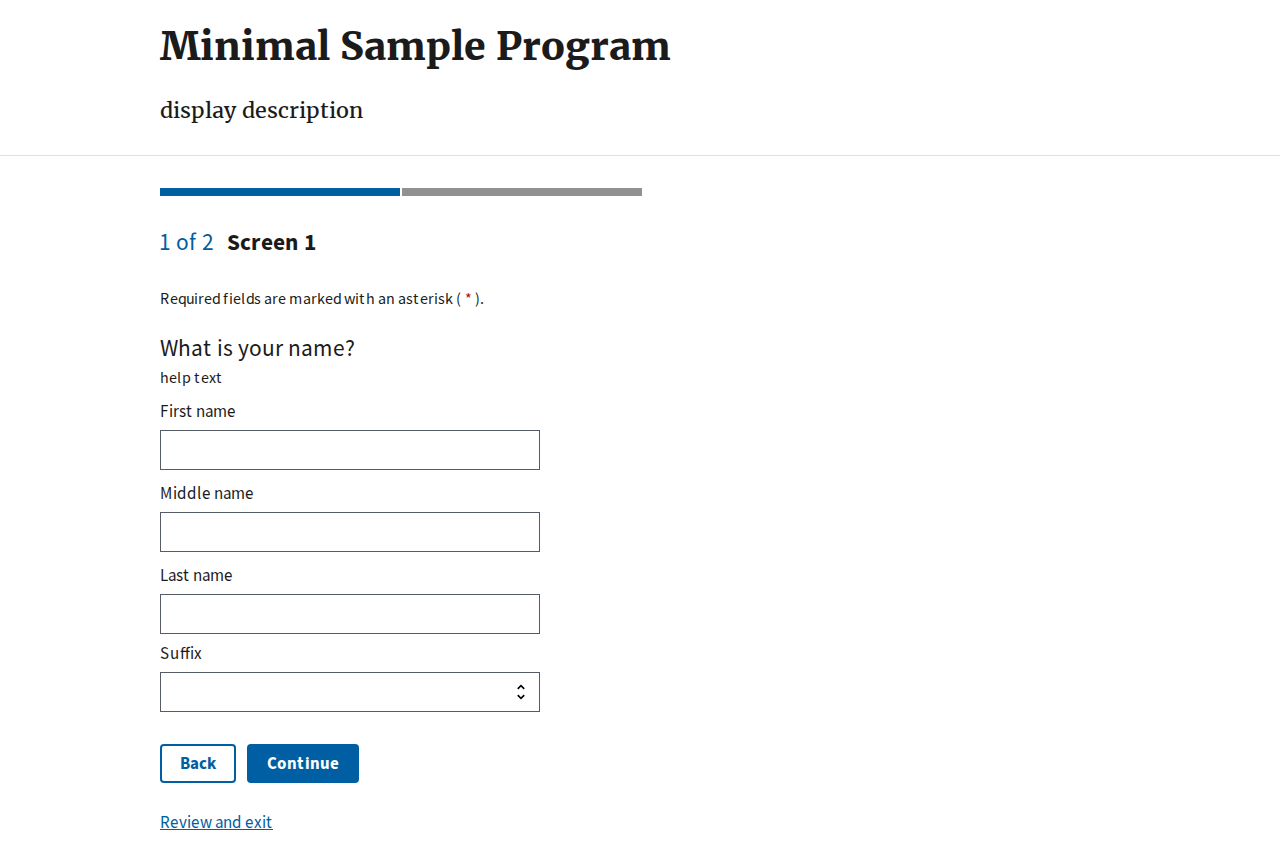 Minimal Sample Program
display description
1 of 2 Screen 1
Required fields are marked with an asterisk ( * ).
What is your name?
help text
First name
Middle name
Last name
Suffix
Back Continue
Review and exit